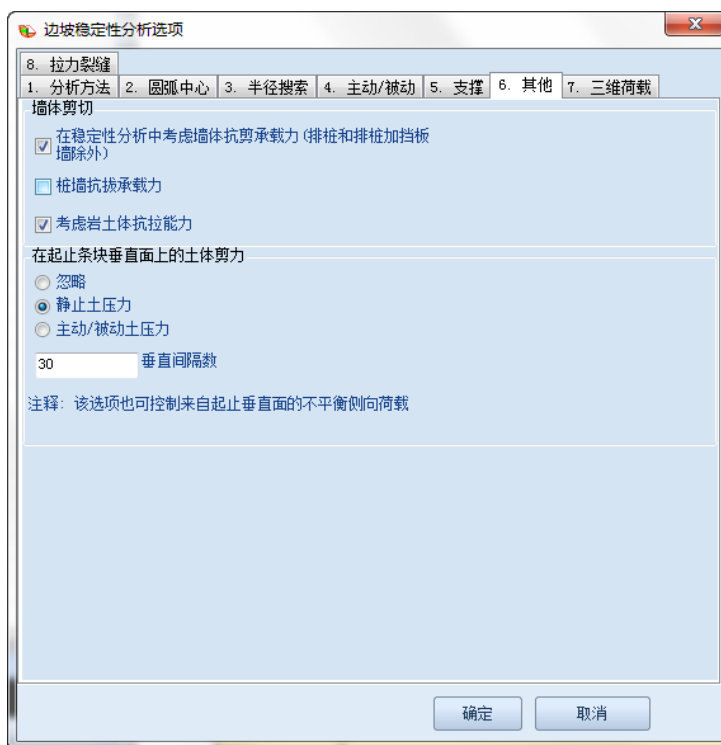 边坡稳定性分析选项
8. 拉力裂缝
1. 分析方法 2. 圆弧中心 3. 半径搜索 4. 主动/被动 5. 支撑 6. 其他 7. 三维荷载
墙体剪切
在稳定性分析中考虑墙体抗剪承载力(排桩和排桩加挡板
墙除外)
桩墙抗拔承载力
考虑岩土体抗拉能力
在起止条块垂直面上的土体剪力
忽略
静止土压力
主动/被动土压力
30 垂直间隔数
注释: 该选项也可控制来自起止垂直面的不平衡侧向荷载
确定 取消